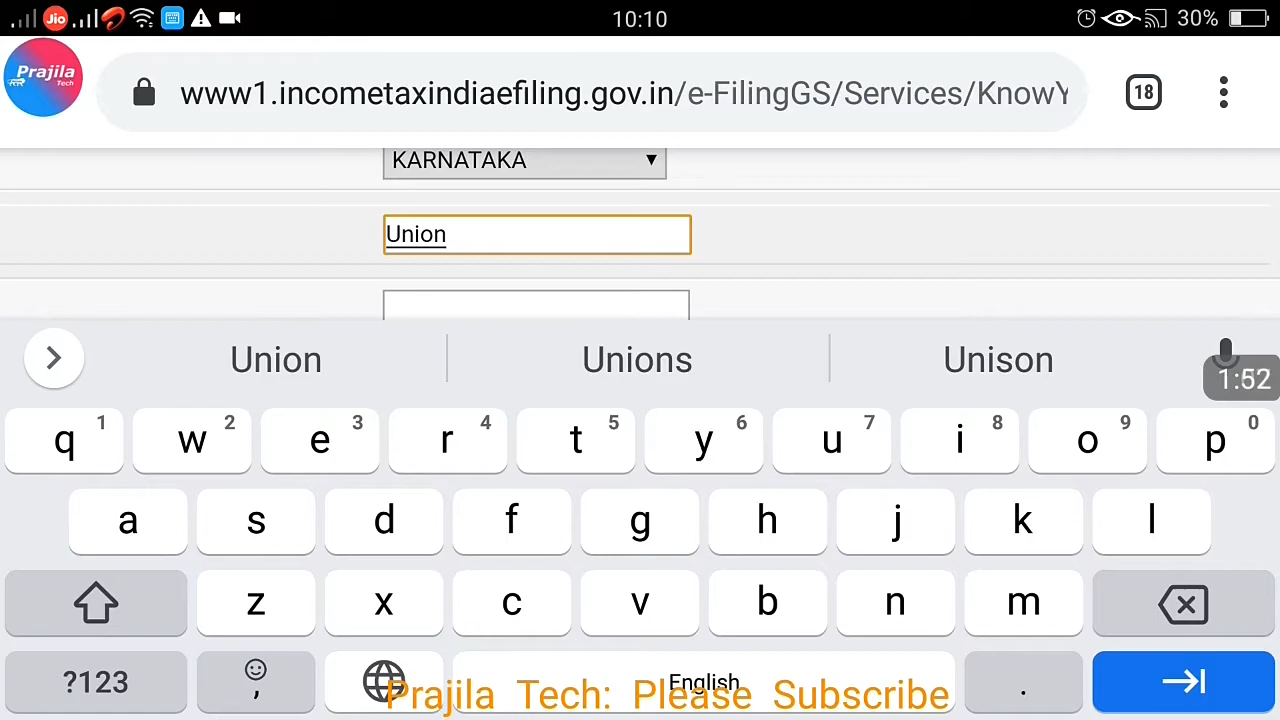 Jio 10:10 30%
Prajila
Tech
www1.incometaxindiaefiling.gov.in/e-FilingGS/Services/KnowY
18
KARNATAKA
Union
Union Unions Unison
1:52
q 1 w 2 e 3 r 4 t 5 y 6 u 7 i 8 o 9 p 0
a s d f g h j k l
z x c v b n m
?123 , English .
Prajila Tech: Please Subscribe